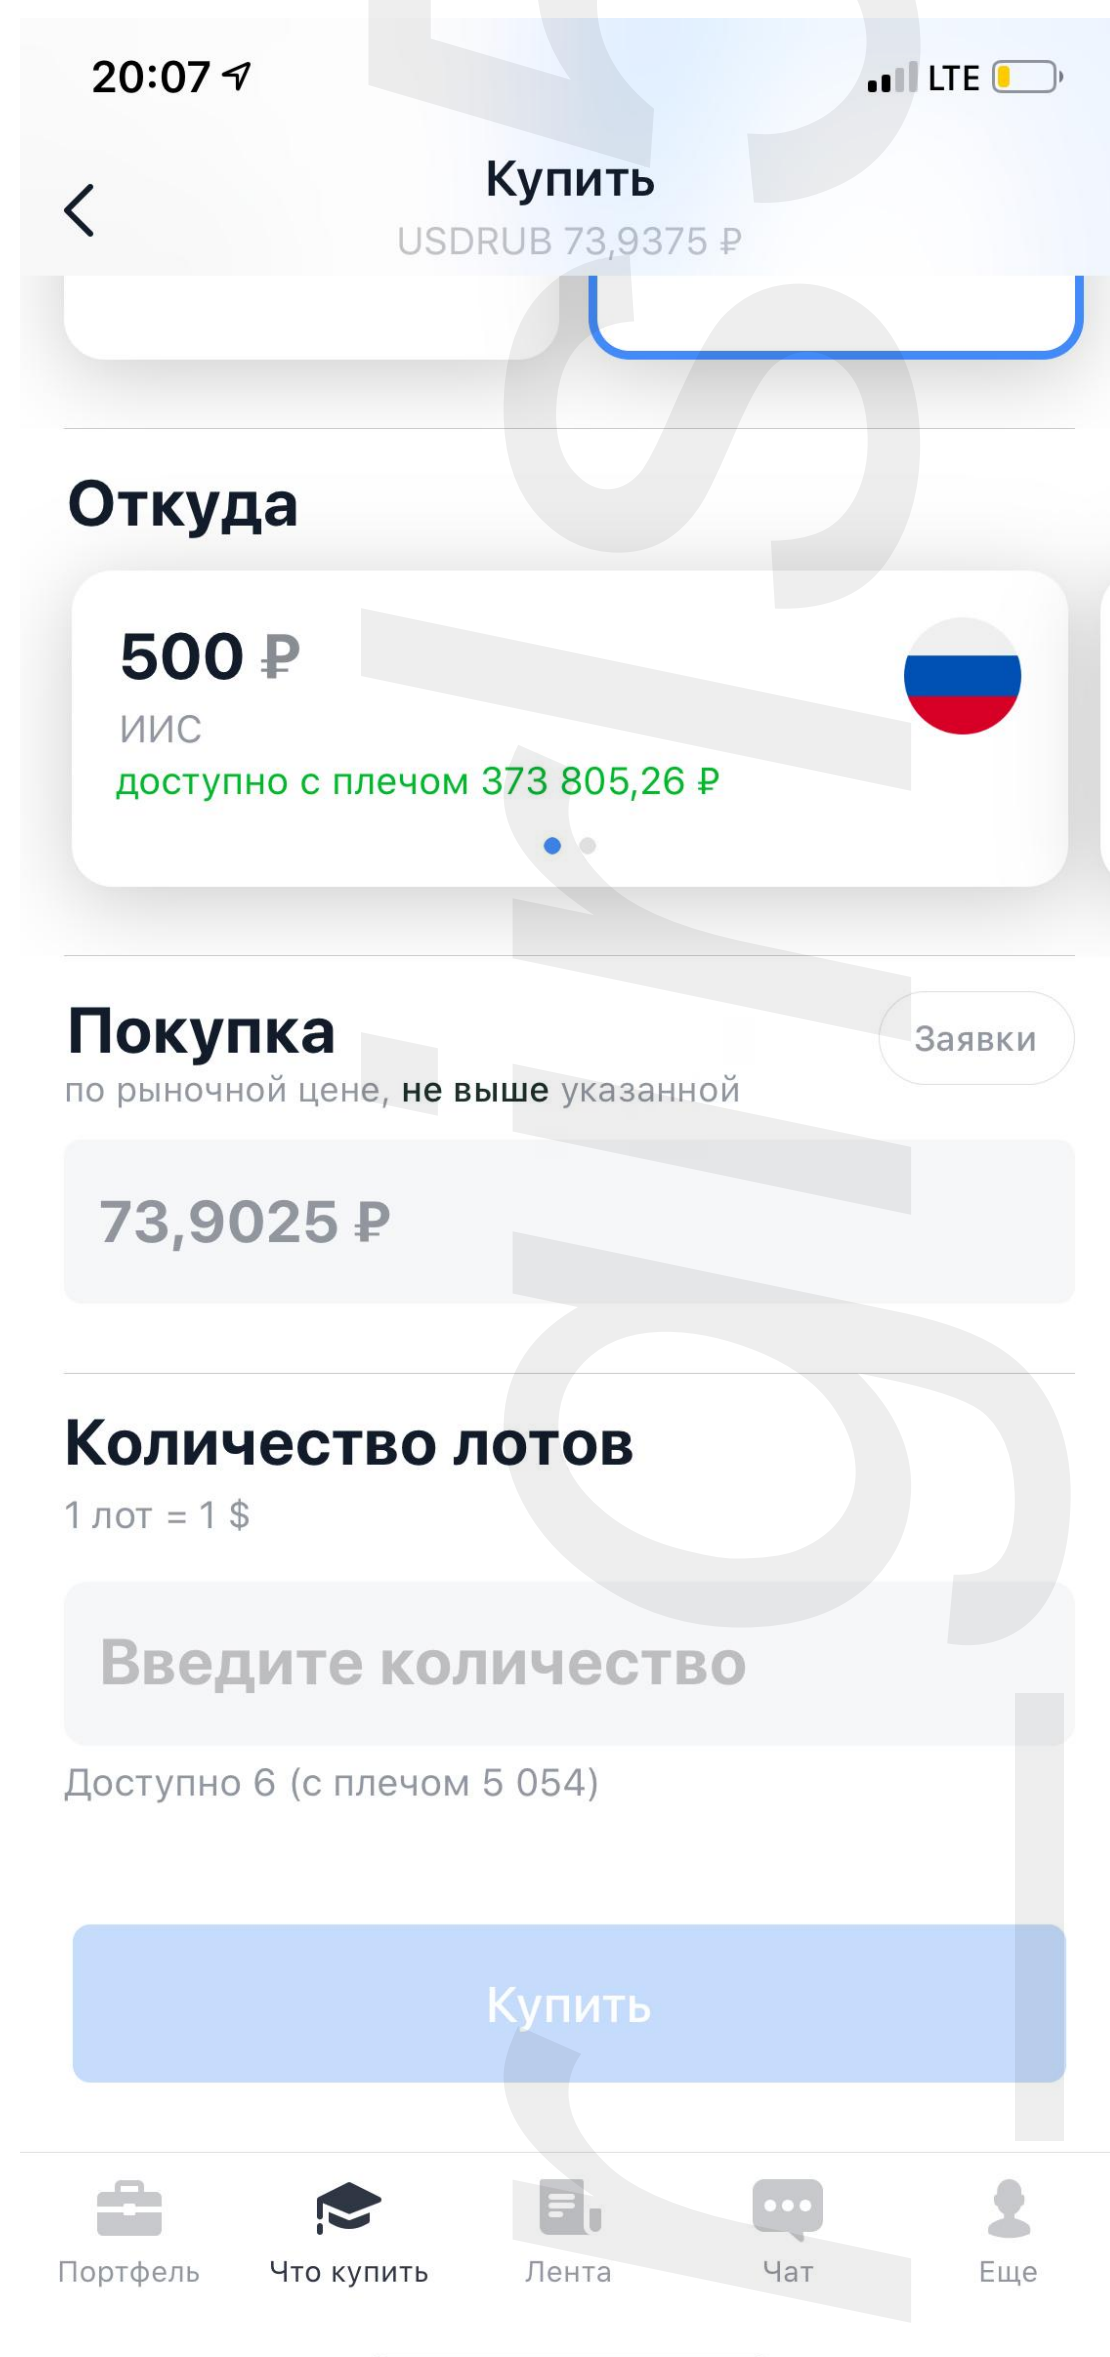 20:07
LTE
Купить
USDRUB 73,9375 ₽
Откуда
500 ₽
ИИС
доступно с плечом 373 805,26 ₽
Покупка
Заявки
по рыночной цене, не выше указанной
73,9025 ₽
Количество лотов
1 лот = 1 $
Введите количество
Доступно 6 (с плечом 5 054)
Купить
Портфель
Что купить
Лента
Чат
Еще